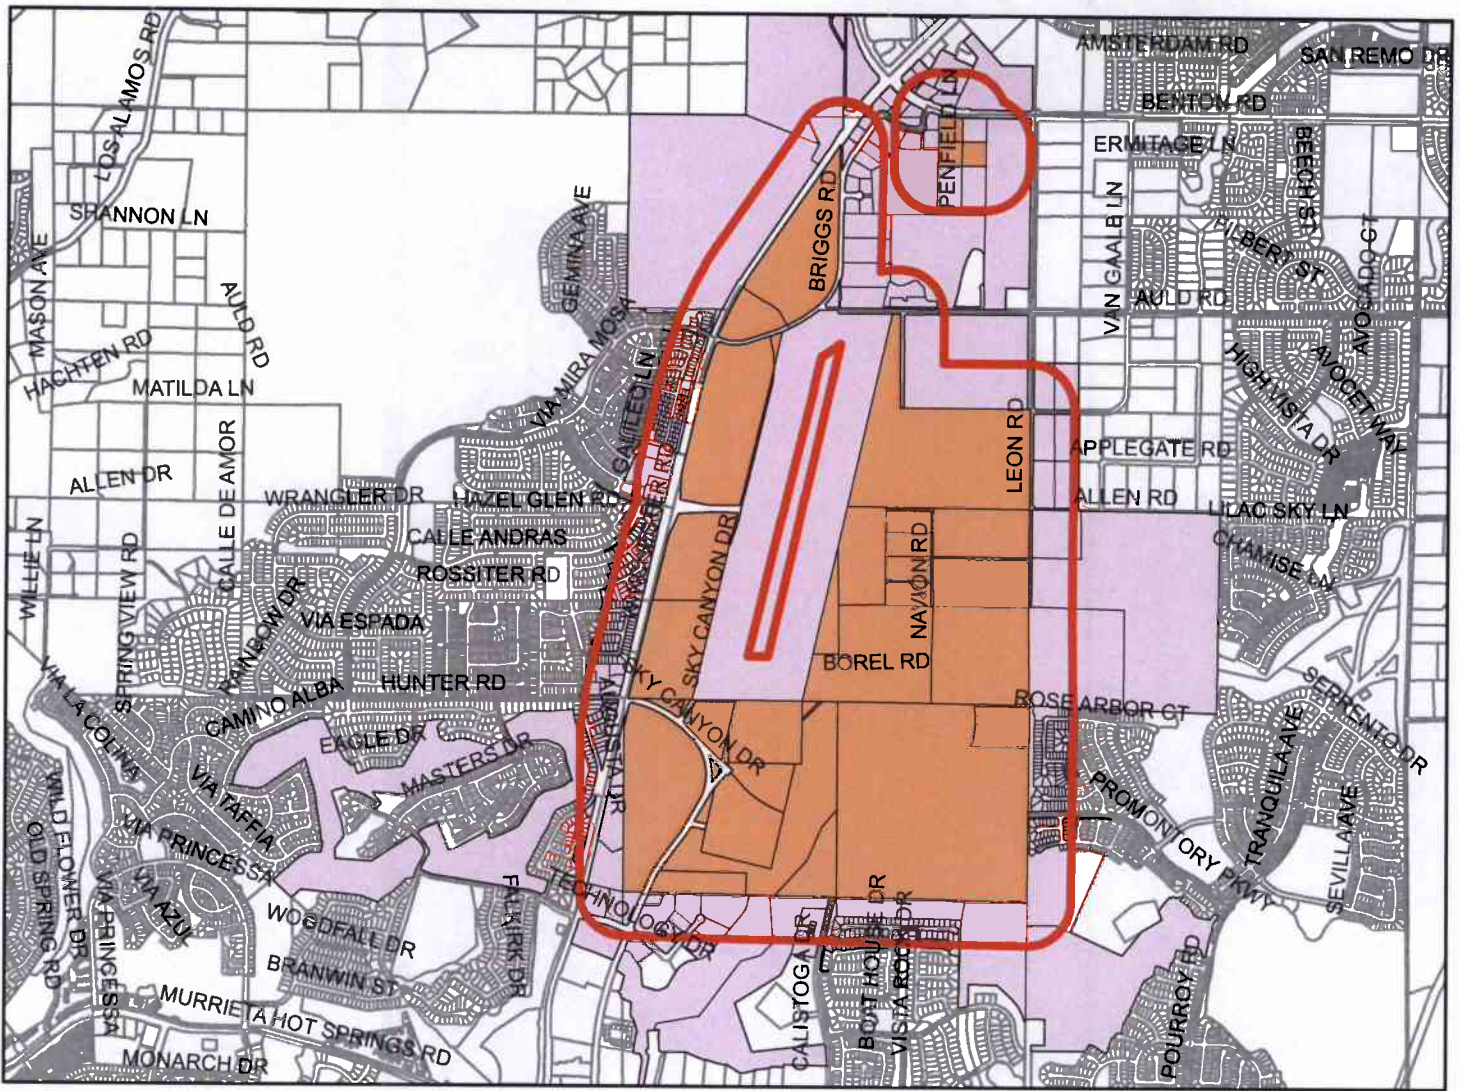 LOS ALAMOS RD
AMSTERDAM RD
SAN REMO DR
BENTON RD
PENFIELD LN
ERMITAGE LN
BEECH ST
SHANNON LN
GEMINA AVE
BRIGGS RD
VAN GAALE LN
FILBERT ST
AVOCADO CT
MASON AVE
AULD RD
AULD RD
HACHTEN RD
MATILDA LN
VIA MIRA MOSA
GALILEO LN
HIGH VISTA DR
AVOCET WAY
LEON RD
APPLEGATE RD
ALLEN DR
CALLE DE AMOR
WRANGLER DR
HAZEL GLEN RD
ALLEN RD
LILAC SKY LN
WILLIE LN
SPRING VIEW RD
CALLE ANDRAS
ROSSITER RD
SKY CANYON DR
NAVION RD
CHAMISE LN
RAINBOW DR
VIA ESPADA
BOREL RD
VIA LA COLINA
CAMINO ALBA
HUNTER RD
SKY CANYON DR
AUGUSTA DR
ROSE ARBOR CT
SERRENTO DR
EAGLE DR
MASTERS DR
VIA TAFFIA
TRANQUILA AVE
PROMONTORY PKWY
SEVILLA AVE
WILD FLOWER DR
OLD SPRING RD
VIA PRINCESSA
VIA AZUL
VIA PRINCESSA
WOODFALL DR
FALKIRK DR
TECHNOLOGY DR
CALISTOGA DR
BOAT HOUSE DR
VISTA ROCK DR
BRANWIN ST
POURROY RD
MURRIETA HOT SPRINGS RD
MONARCH DR